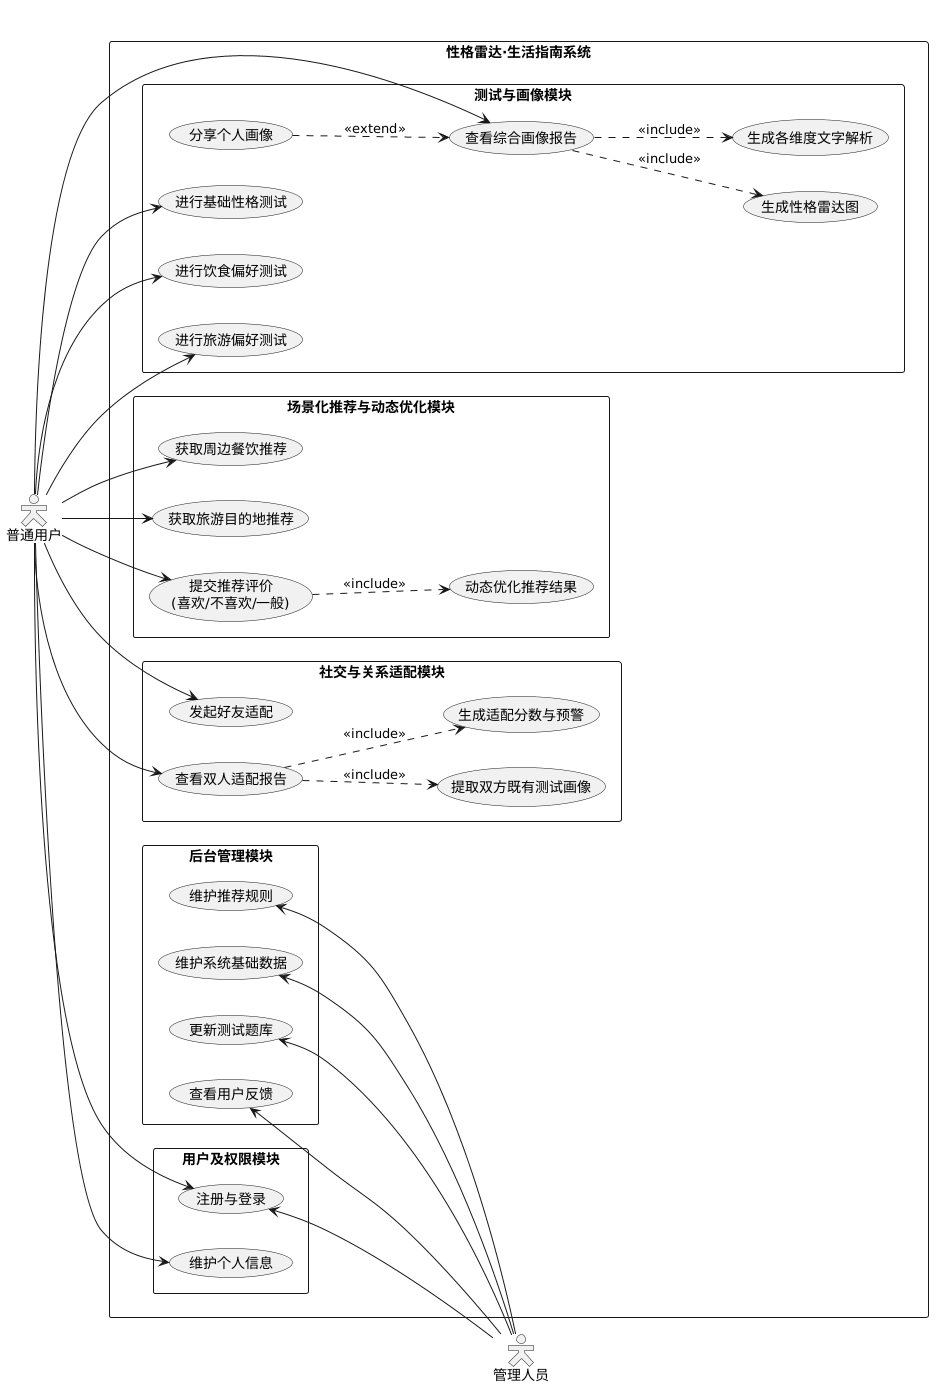 性格雷达·生活指南系统
测试与画像模块
分享个人画像
«extend»
查看综合画像报告
«include»
生成各维度文字解析
«include»
生成性格雷达图
进行基础性格测试
进行饮食偏好测试
进行旅游偏好测试
场景化推荐与动态优化模块
获取周边餐饮推荐
获取旅游目的地推荐
提交推荐评价
(喜欢/不喜欢/一般)
«include»
动态优化推荐结果
普通用户
社交与关系适配模块
发起好友适配
查看双人适配报告
«include»
生成适配分数与预警
«include»
提取双方既有测试画像
后台管理模块
维护推荐规则
维护系统基础数据
更新测试题库
查看用户反馈
用户及权限模块
注册与登录
维护个人信息
管理人员